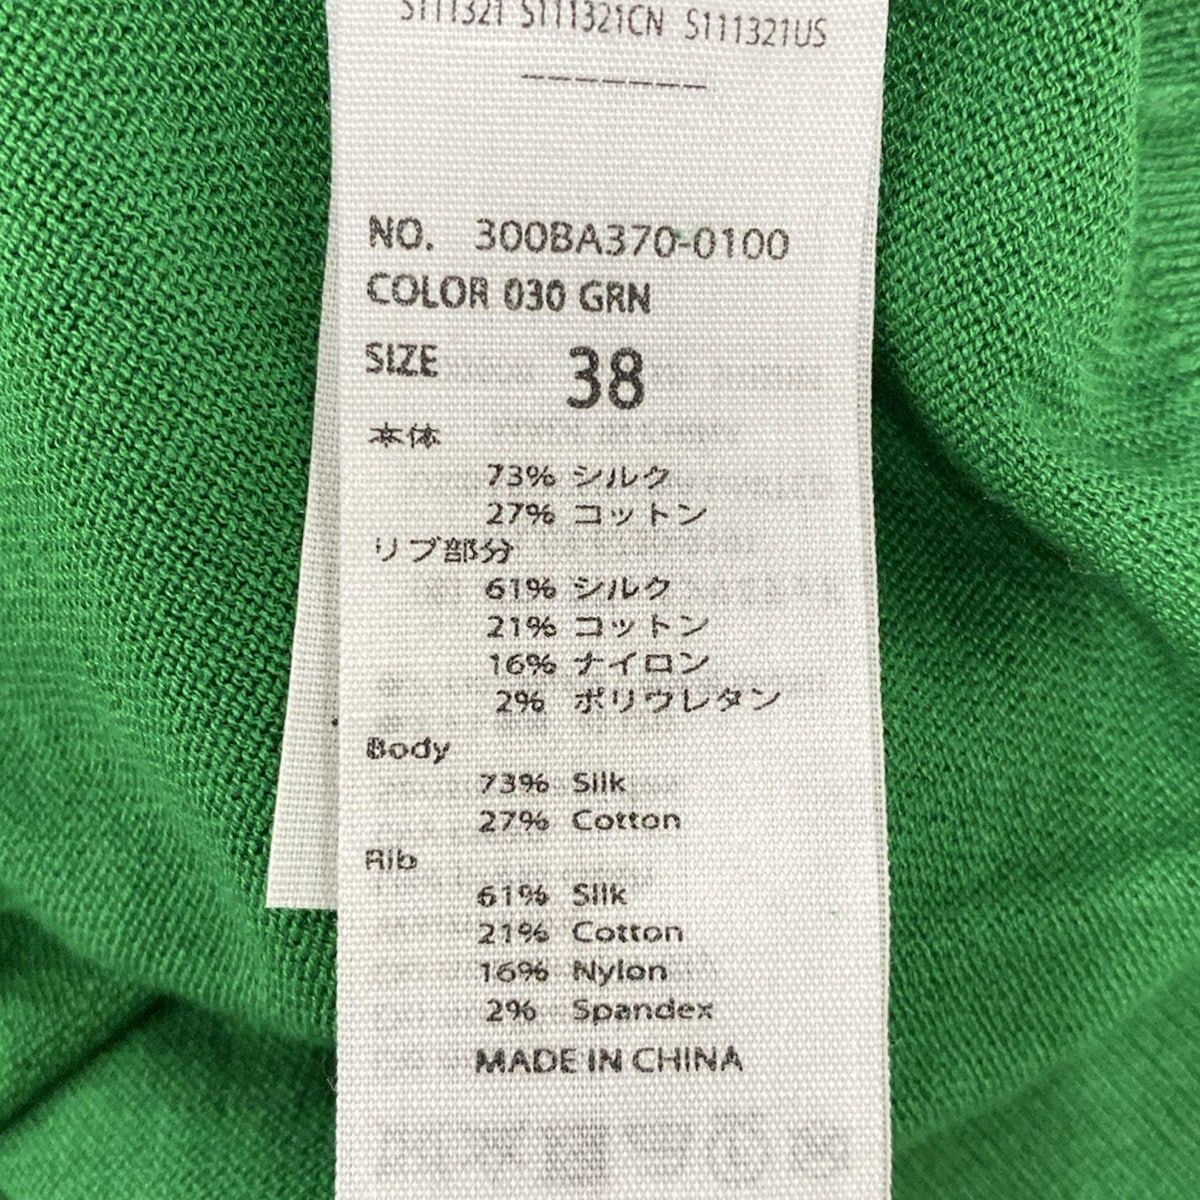 S111321 S111321CN S111321US
-------
NO. 300BA370-0100
COLOR 030 GRN
SIZE 38
本体
73% シルク
27% コットン
リブ部分
61% シルク
21% コットン
16% ナイロン
2% ポリウレタン
Body
73% Silk
27% Cotton
Rib
61% Silk
21% Cotton
16% Nylon
2% Spandex
MADE IN CHINA